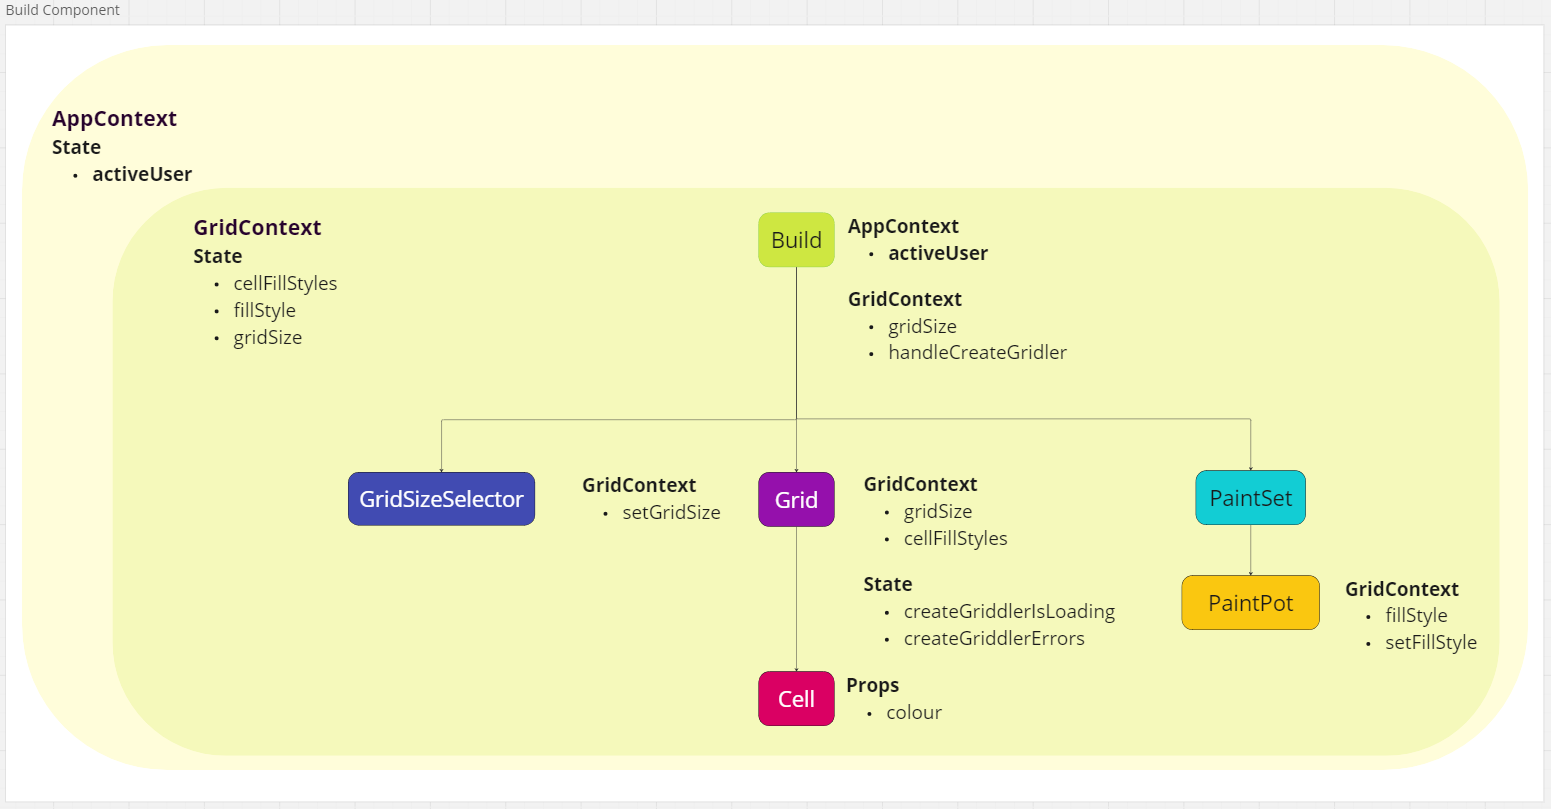 Build Component
AppContext
State
• activeUser
GridContext
State
• cellFillStyles
• fillStyle
• gridSize
Build
AppContext
• activeUser
GridContext
• gridSize
• handleCreateGridler
GridSizeSelector
GridContext
• setGridSize
Grid
GridContext
• gridSize
• cellFillStyles
State
• createGriddlerIsLoading
• createGriddlerErrors
PaintSet
PaintPot
GridContext
• fillStyle
• setFillStyle
Cell
Props
• colour